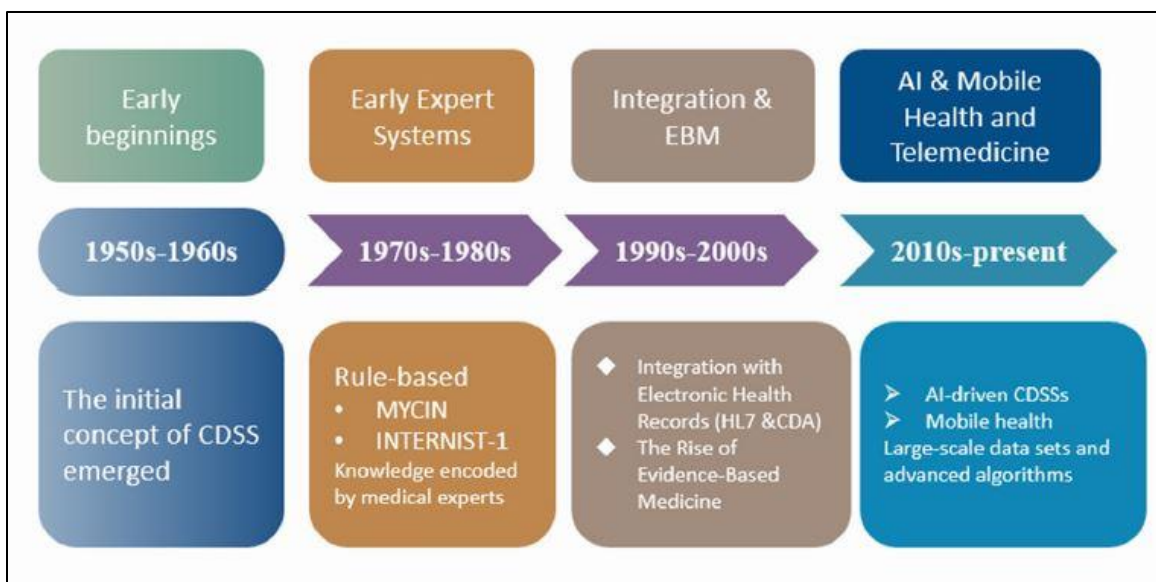 Early
beginnings
Early Expert
Systems
Integration &
EBM
AI & Mobile
Health and
Telemedicine
1950s-1960s
1970s-1980s
1990s-2000s
2010s-present
The initial
concept of CDSS
emerged
Rule-based
• MYCIN
• INTERNIST-1
Knowledge encoded
by medical experts
◆ Integration with
Electronic Health
Records (HL7 &CDA)
◆ The Rise of
Evidence-Based
Medicine
➢ AI-driven CDSSs
➢ Mobile health
Large-scale data sets and
advanced algorithms